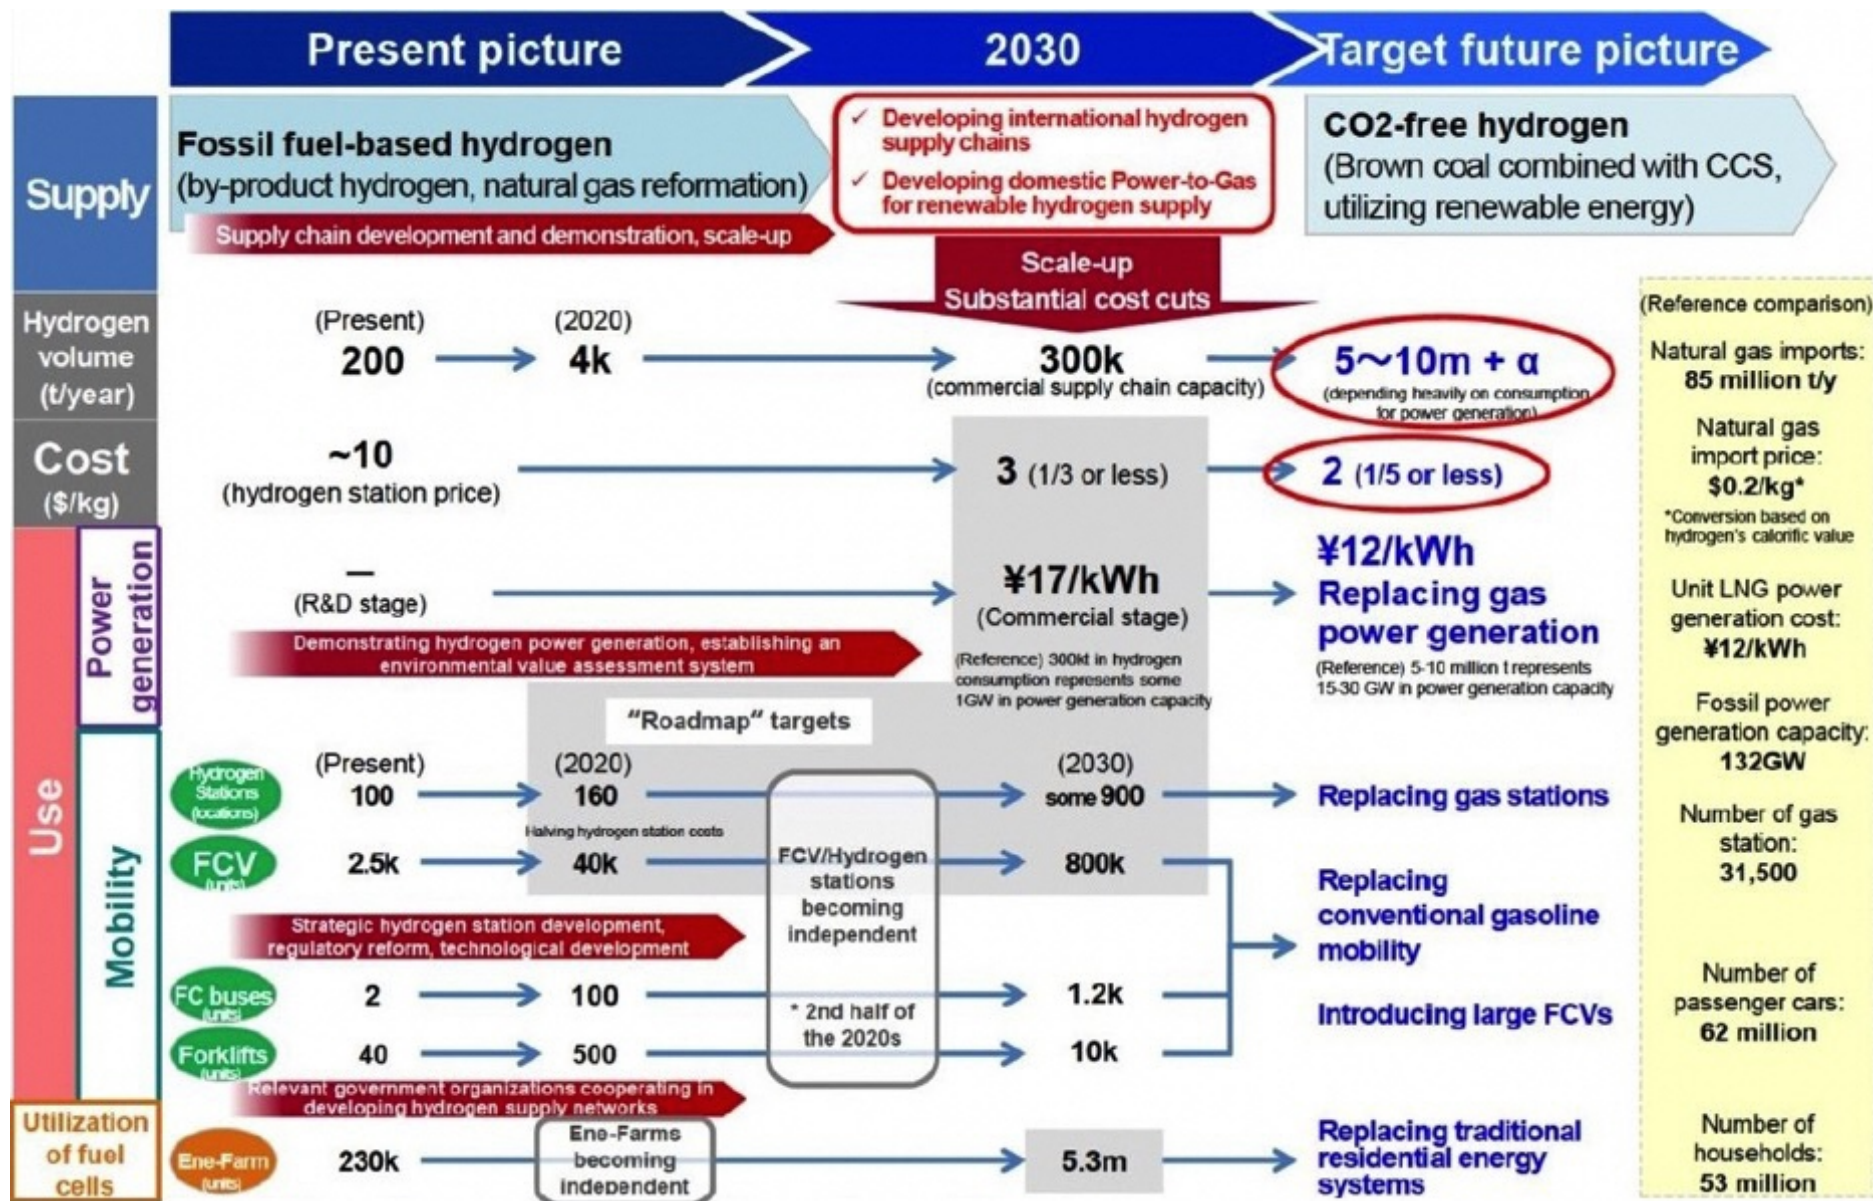 Present picture
2030
Target future picture
Supply
Fossil fuel-based hydrogen
(by-product hydrogen, natural gas reformation)
Supply chain development and demonstration, scale-up
✓ Developing international hydrogen
supply chains
✓ Developing domestic Power-to-Gas
for renewable hydrogen supply
CO2-free hydrogen
(Brown coal combined with CCS,
utilizing renewable energy)
Scale-up
Substantial cost cuts
Hydrogen
volume
(t/year)
(Present)
200
(2020)
4k
300k
(commercial supply chain capacity)
5~10m + α
(depending heavily on consumption
for power generation)
Cost
($/kg)
~10
(hydrogen station price)
3 (1/3 or less)
2 (1/5 or less)
Use
Power
generation
—
(R&D stage)
Demonstrating hydrogen power generation, establishing an
environmental value assessment system
¥17/kWh
(Commercial stage)
(Reference) 300kt in hydrogen
consumption represents some
1GW in power generation capacity
¥12/kWh
Replacing gas
power generation
(Reference) 5-10 million t represents
15-30 GW in power generation capacity
"Roadmap" targets
Mobility
Hydrogen
Stations
(locations)
(Present)
100
(2020)
160
Halving hydrogen station costs
(2030)
some 900
Replacing gas stations
FCV
(units)
2.5k
40k
800k
FCV/Hydrogen
stations
becoming
independent
* 2nd half of
the 2020s
Strategic hydrogen station development,
regulatory reform, technological development
Replacing
conventional gasoline
mobility
FC buses
(units)
2
100
1.2k
Introducing large FCVs
Forklifts
(units)
40
500
10k
Relevant government organizations cooperating in
developing hydrogen supply networks
Utilization
of fuel
cells
Ene-Farm
(units)
230k
Ene-Farms
becoming
independent
5.3m
Replacing traditional
residential energy
systems
(Reference comparison)
Natural gas imports:
85 million t/y
Natural gas
import price:
$0.2/kg*
*Conversion based on
hydrogen's calorific value
Unit LNG power
generation cost:
¥12/kWh
Fossil power
generation capacity:
132GW
Number of gas
station:
31,500
Number of
passenger cars:
62 million
Number of
households:
53 million